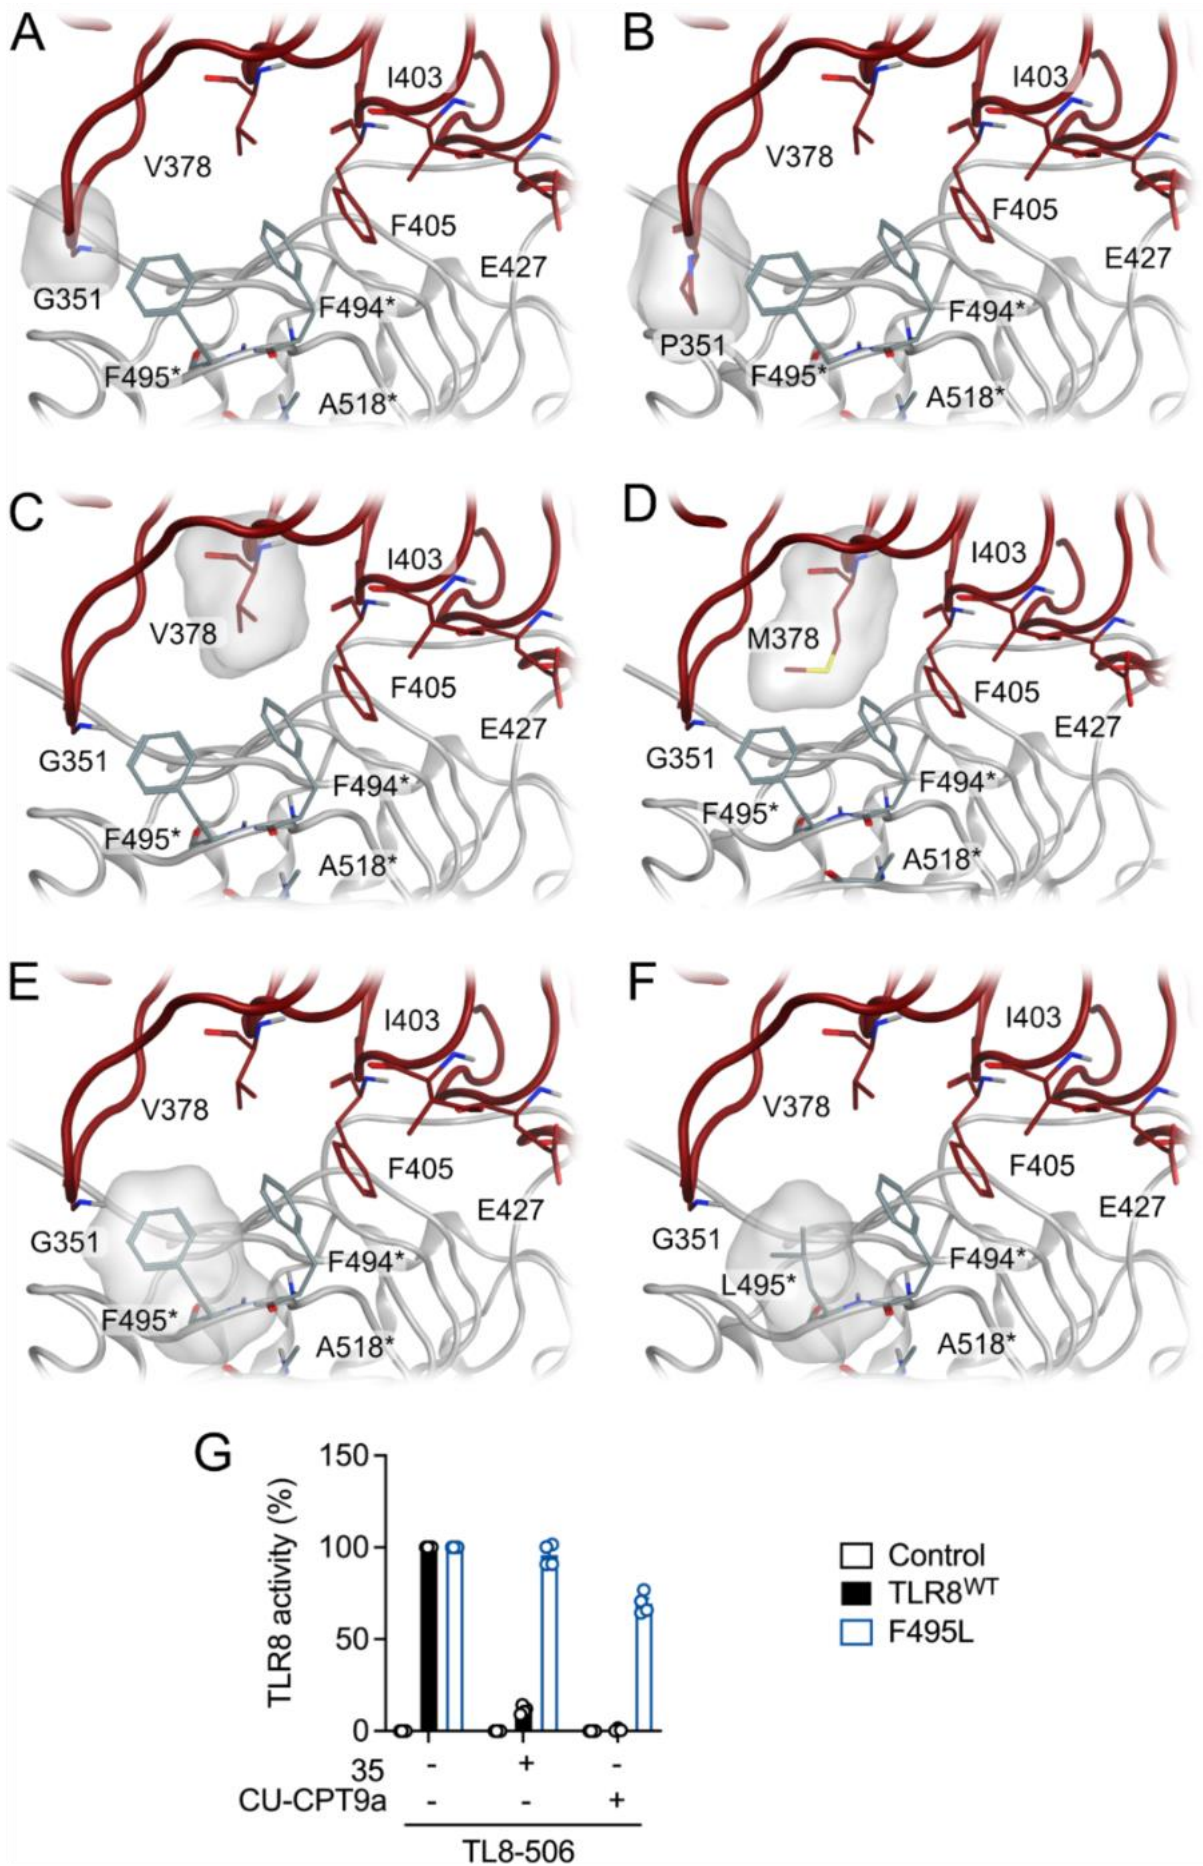 A
I403
V378
F405
G351
E427
F494*
F495*
A518*
B
I403
V378
F405
E427
P351
F494*
F495*
A518*
C
I403
V378
F405
G351
E427
F494*
F495*
A518*
D
I403
M378
F405
G351
E427
F494*
F495*
A518*
E
I403
V378
F405
G351
E427
F494*
F495*
A518*
F
I403
V378
F405
G351
E427
F494*
L495*
A518*
G
TLR8 activity (%)
150
100
50
0
35 - + -
CU-CPT9a - - +
TL8-506
Control
TLR8WT
F495L